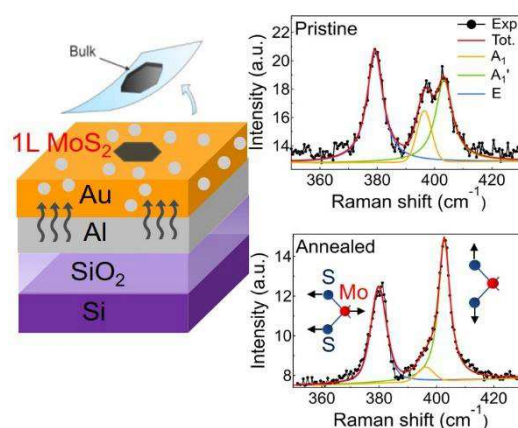 Bulk
1L MoS₂
Au
Al
SiO₂
Si
Pristine
Exp
Tot.
A₁
A₁'
E
Intensity (a.u.)
20
18
16
14
360
380
400
420
Raman shift (cm⁻¹)
Annealed
S
Mo
S
Intensity (a.u.)
14
12
10
8
360
380
400
420
Raman shift (cm⁻¹)